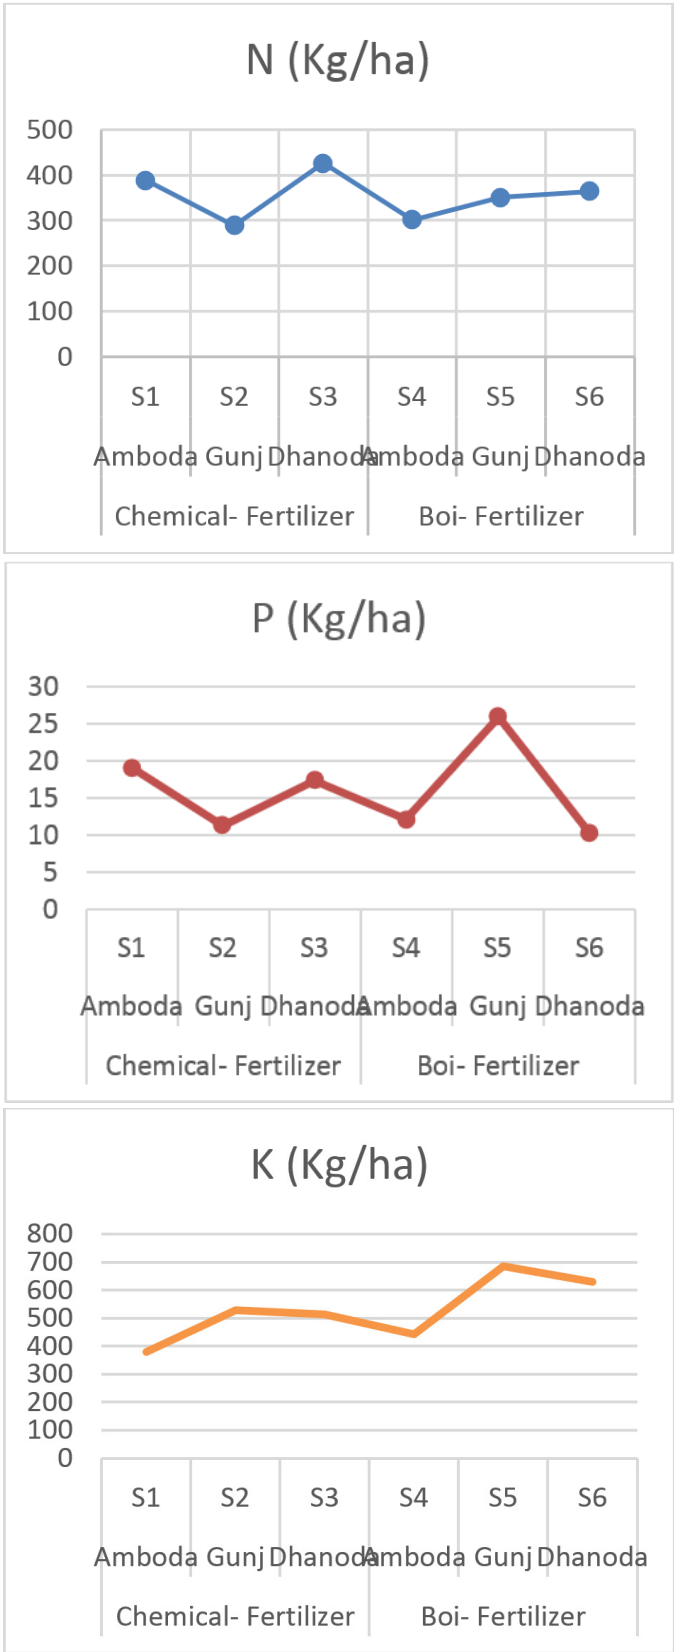 N (Kg/ha)
500
400
300
200
100
0
S1 S2 S3 S4 S5 S6
Amboda Gunj Dhanoda Amboda Gunj Dhanoda
Chemical- Fertilizer Boi- Fertilizer
P (Kg/ha)
30
25
20
15
10
5
0
S1 S2 S3 S4 S5 S6
Amboda Gunj Dhanoda Amboda Gunj Dhanoda
Chemical- Fertilizer Boi- Fertilizer
K (Kg/ha)
800
700
600
500
400
300
200
100
0
S1 S2 S3 S4 S5 S6
Amboda Gunj Dhanoda Amboda Gunj Dhanoda
Chemical- Fertilizer Boi- Fertilizer